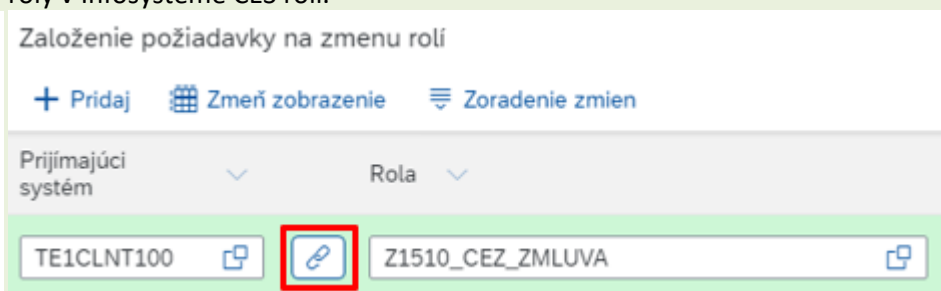 Založenie požiadavky na zmenu rolí
Pridaj Zmeň zobrazenie Zoradenie zmien
Prijímajúci
systém Rola
TE1CLNT100 Z1510_CEZ_ZMLUVA